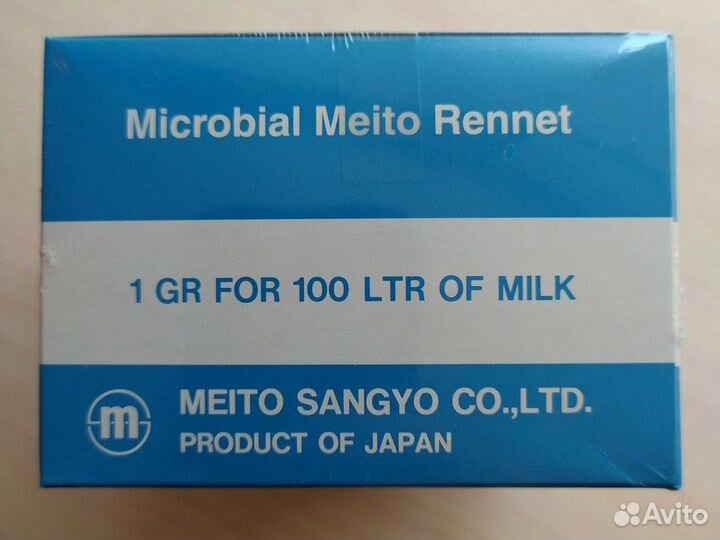 Microbial Meito Rennet
1 GR FOR 100 LTR OF MILK
m
MEITO SANGYO CO.,LTD.
PRODUCT OF JAPAN
Avito